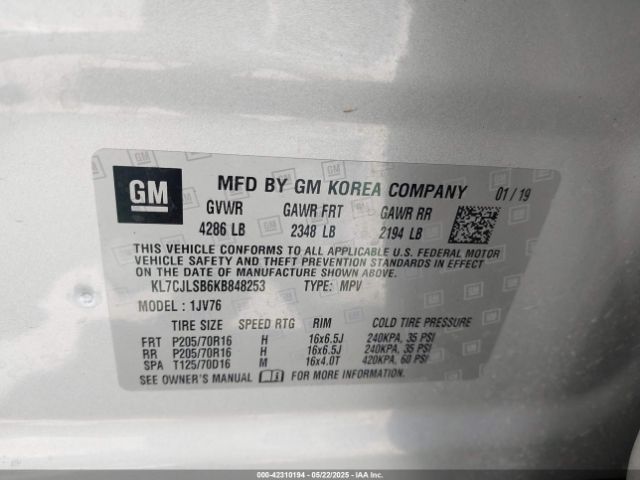 GM MFD BY GM KOREA COMPANY 01/19
GVWR GAWR FRT GAWR RR
4286 LB 2348 LB 2194 LB
THIS VEHICLE CONFORMS TO ALL APPLICABLE U.S. FEDERAL MOTOR
VEHICLE SAFETY AND THEFT PREVENTION STANDARDS IN EFFECT ON THE
DATE OF MANUFACTURE SHOWN ABOVE.
KL7CJLSB6KB848253 TYPE: MPV
MODEL : 1JV76
TIRE SIZE SPEED RTG RIM COLD TIRE PRESSURE
FRT P205/70R16 H 16x6.5J 240KPA, 35 PSI
RR P205/70R16 H 16x6.5J 240KPA, 35 PSI
SPA T125/70D16 M 16x4.0T 420KPA, 60 PSI
SEE OWNER'S MANUAL FOR MORE INFORMATION.
000-42310194 - 05/22/2025 - IAAI.COM